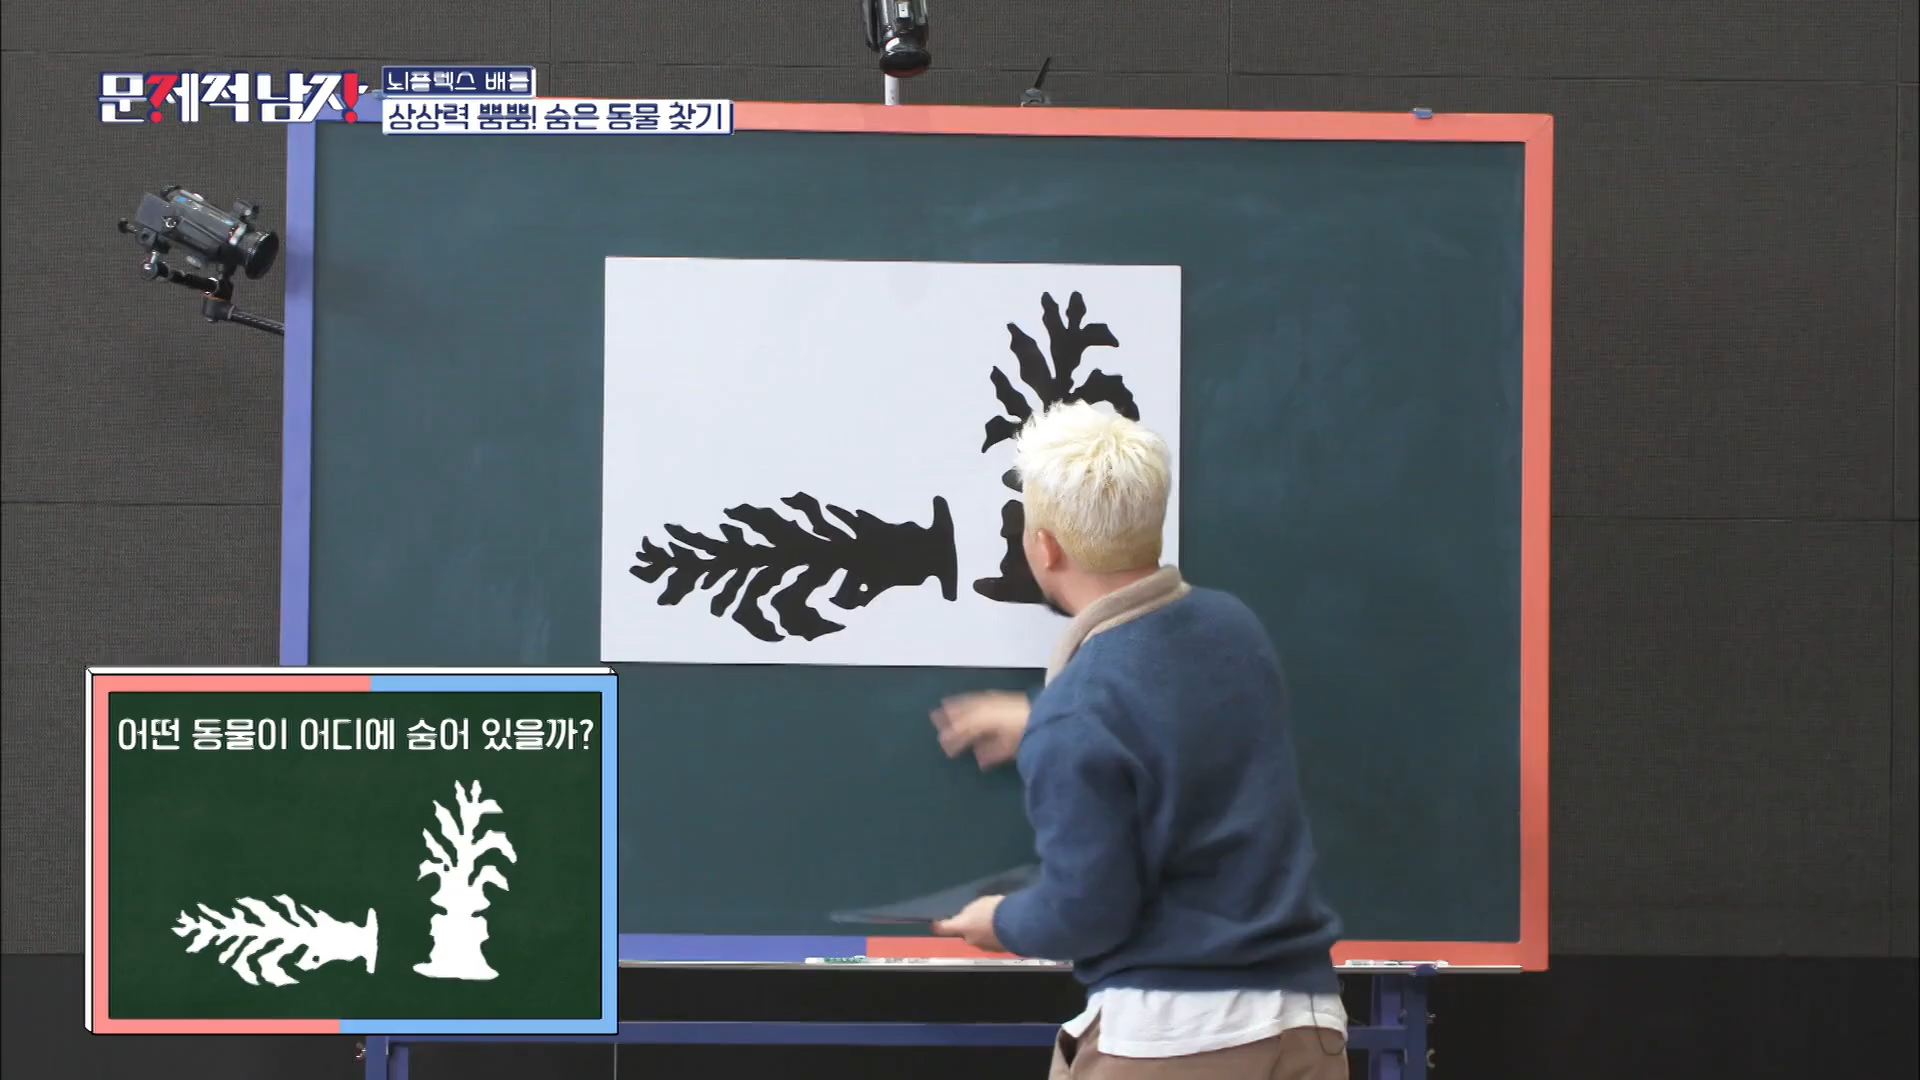 문제적 남자
뇌플렉스 배틀
상상력 뿜뿜! 숨은 동물 찾기
어떤 동물이 어디에 숨어 있을까?